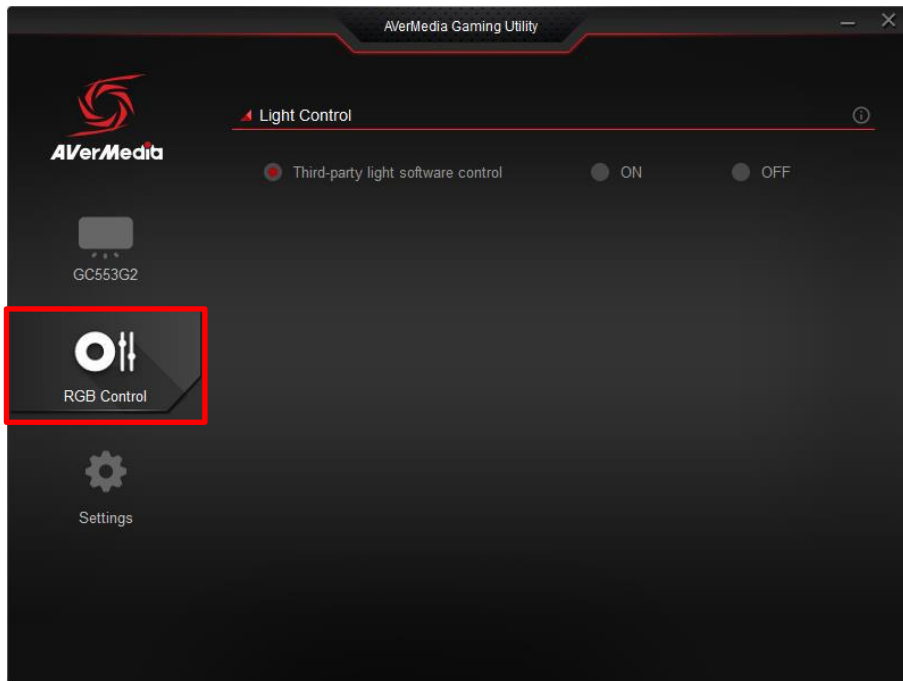 AVerMedia Gaming Utility
AVerMedia
Light Control
Third-party light software control ON OFF
GC553G2
RGB Control
Settings